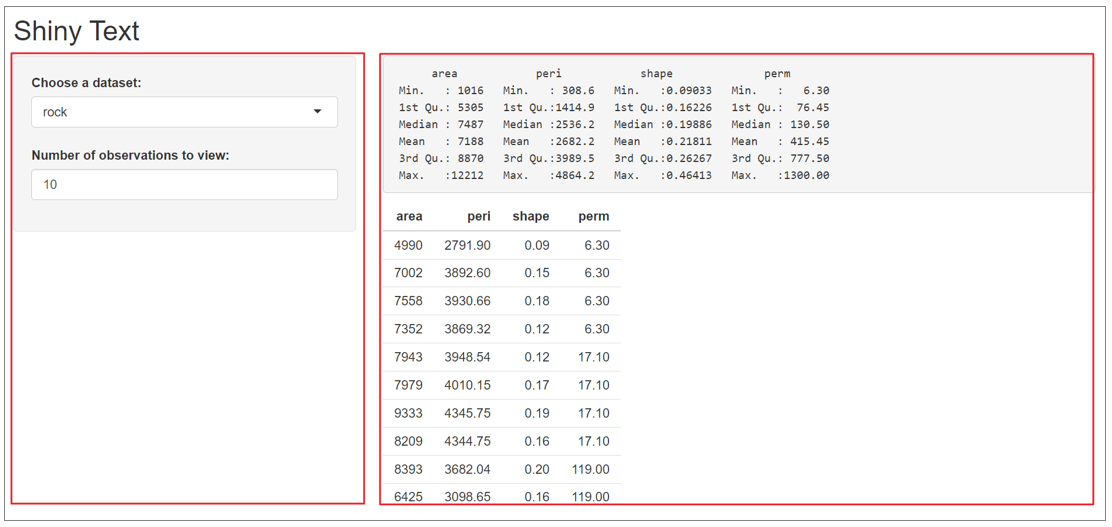 Shiny Text
Choose a dataset:
rock
Number of observations to view:
10
area peri shape perm
Min. : 1016 Min. : 308.6 Min. :0.09033 Min. : 6.30
1st Qu.: 5305 1st Qu.:1414.9 1st Qu.:0.16226 1st Qu.: 76.45
Median : 7487 Median :2536.2 Median :0.19886 Median : 130.50
Mean : 7188 Mean :2682.2 Mean :0.21811 Mean : 415.45
3rd Qu.: 8870 3rd Qu.:3989.5 3rd Qu.:0.26267 3rd Qu.: 777.50
Max. :12212 Max. :4864.2 Max. :0.46413 Max. :1300.00
area peri shape perm
4990 2791.90 0.09 6.30
7002 3892.60 0.15 6.30
7558 3930.66 0.18 6.30
7352 3869.32 0.12 6.30
7943 3948.54 0.12 17.10
7979 4010.15 0.17 17.10
9333 4345.75 0.19 17.10
8209 4344.75 0.16 17.10
8393 3682.04 0.20 119.00
6425 3098.65 0.16 119.00